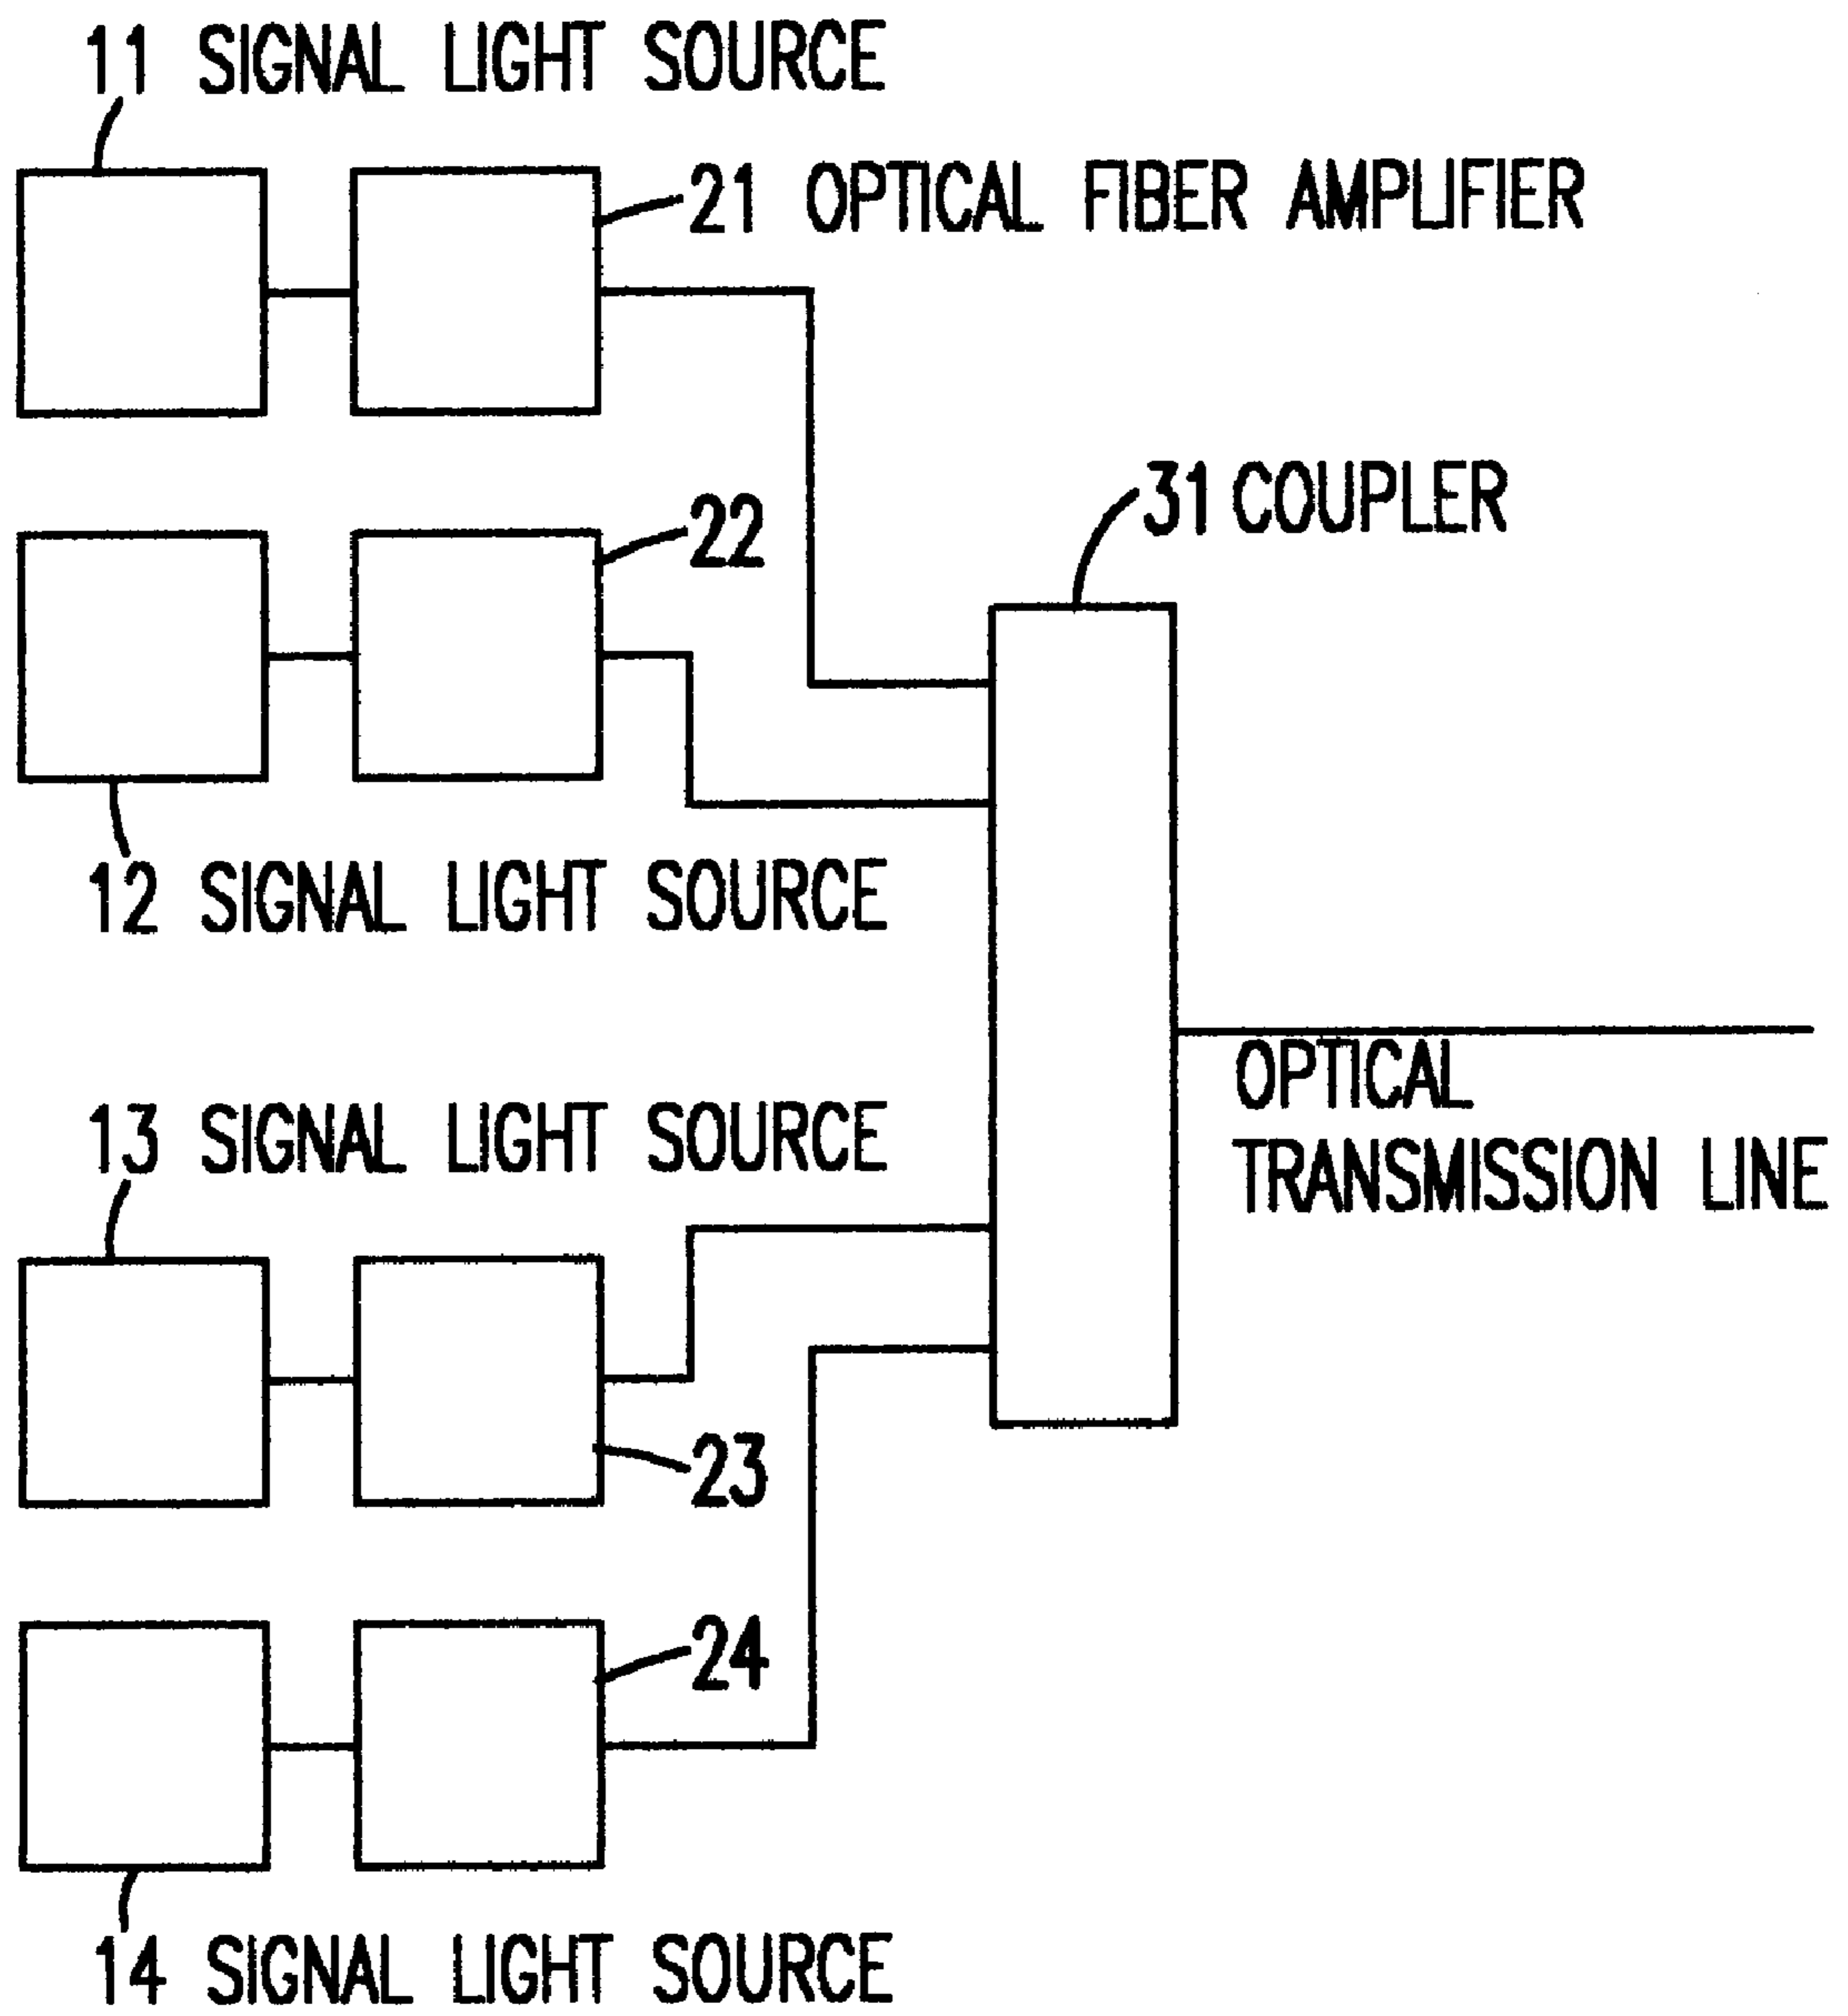 11 SIGNAL LIGHT SOURCE
21 OPTICAL FIBER AMPLIFIER
22
31 COUPLER
12 SIGNAL LIGHT SOURCE
OPTICAL
TRANSMISSION LINE
13 SIGNAL LIGHT SOURCE
23
24
14 SIGNAL LIGHT SOURCE